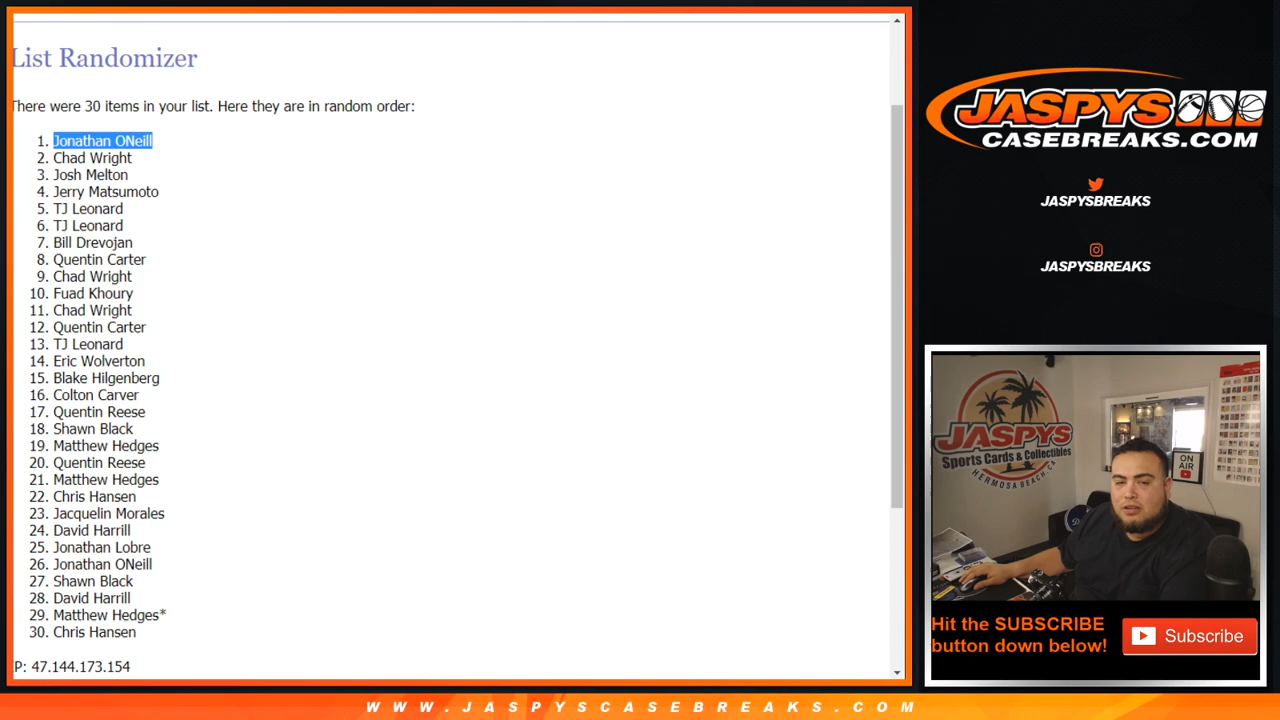 List Randomizer
There were 30 items in your list. Here they are in random order:
1. Jonathan ONeill
2. Chad Wright
3. Josh Melton
4. Jerry Matsumoto
5. TJ Leonard
6. TJ Leonard
7. Bill Drevojan
8. Quentin Carter
9. Chad Wright
10. Fuad Khoury
11. Chad Wright
12. Quentin Carter
13. TJ Leonard
14. Eric Wolverton
15. Blake Hilgenberg
16. Colton Carver
17. Quentin Reese
18. Shawn Black
19. Matthew Hedges
20. Quentin Reese
21. Matthew Hedges
22. Chris Hansen
23. Jacquelin Morales
24. David Harrill
25. Jonathan Lobre
26. Jonathan ONeill
27. Shawn Black
28. David Harrill
29. Matthew Hedges*
30. Chris Hansen
P: 47.144.173.154
JASPYS
CASEBREAKS.COM
JASPYSBREAKS
JASPYSBREAKS
JASPYS
Sports Cards & Collectibles
HERMOSA BEACH, CA
ON
AIR
Hit the SUBSCRIBE
button down below!
Subscribe
WWW.JASPYSCASEBREAKS.COM